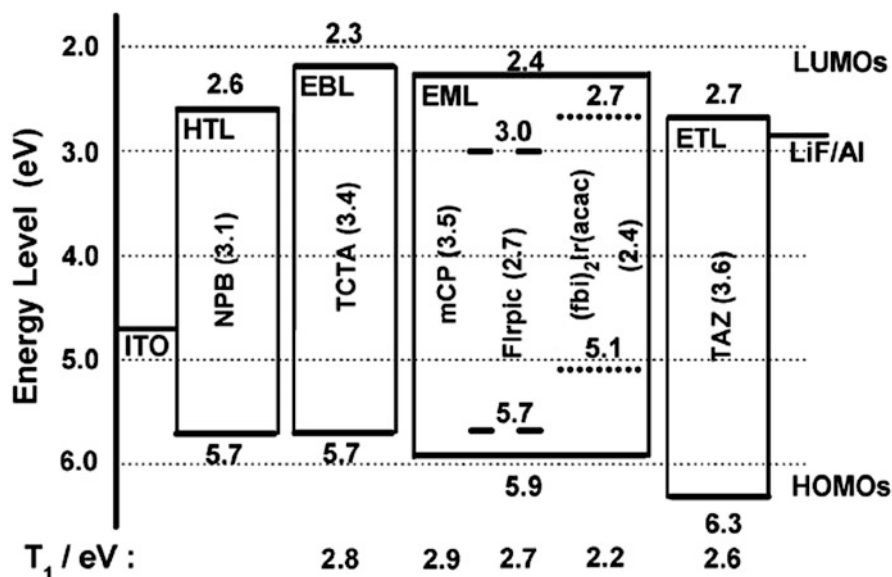 Energy Level (eV)
2.0
3.0
4.0
5.0
6.0
LUMOs
HOMOs
ITO
2.6
HTL
NPB (3.1)
5.7
2.3
EBL
TCTA (3.4)
5.7
2.4
EML
mCP (3.5)
3.0
FIrpic (2.7)
5.7
2.7
(fbi)₂Ir(acac)
(2.4)
5.1
5.9
2.7
ETL
TAZ (3.6)
6.3
LiF/Al
T₁ / eV : 2.8 2.9 2.7 2.2 2.6